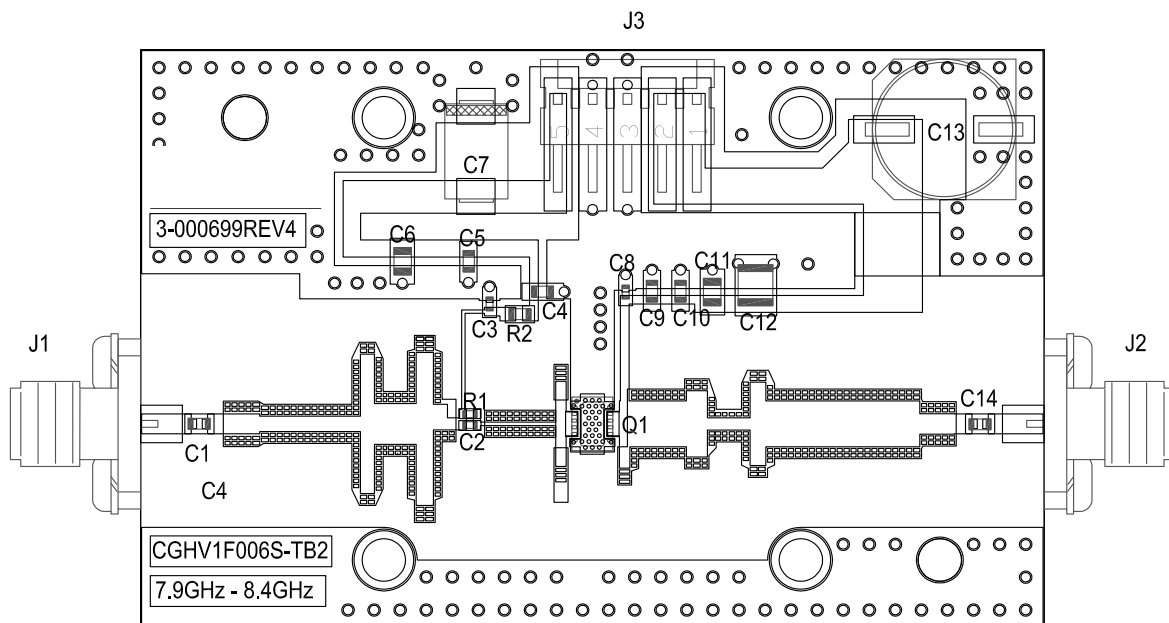 J3
5 4 3 2 1
C13
C7
3-000699REV4
C6 C5
C8 C11
C3 C4
R2
C9 C10 C12
J1
J2
R1
C14
C1 C2 Q1
C4
CGHV1F006S-TB2
7.9GHz - 8.4GHz